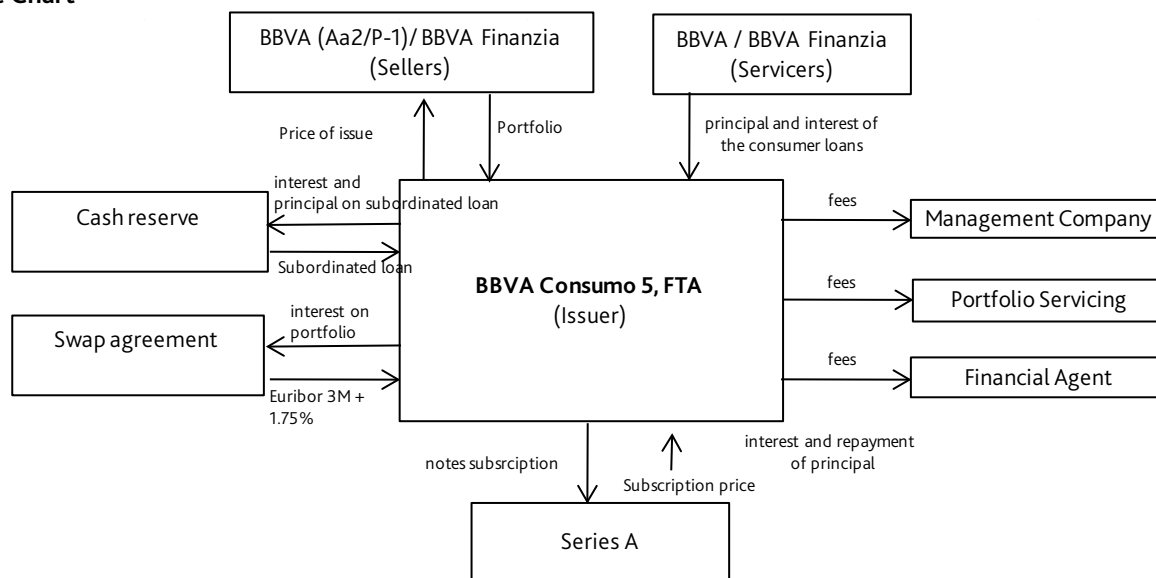 e Chart
BBVA (Aa2/P-1)/ BBVA Finanzia
(Sellers)
BBVA / BBVA Finanzia
(Servicers)
Price of issue
Portfolio
principal and interest of
the consumer loans
interest and
principal on subordinated loan
Cash reserve
Subordinated loan
fees
Management Company
BBVA Consumo 5, FTA
(Issuer)
fees
Portfolio Servicing
interest on
portfolio
Swap agreement
Euribor 3M +
1.75%
fees
Financial Agent
notes subsrciption
Subscription price
interest and repayment
of principal
Series A